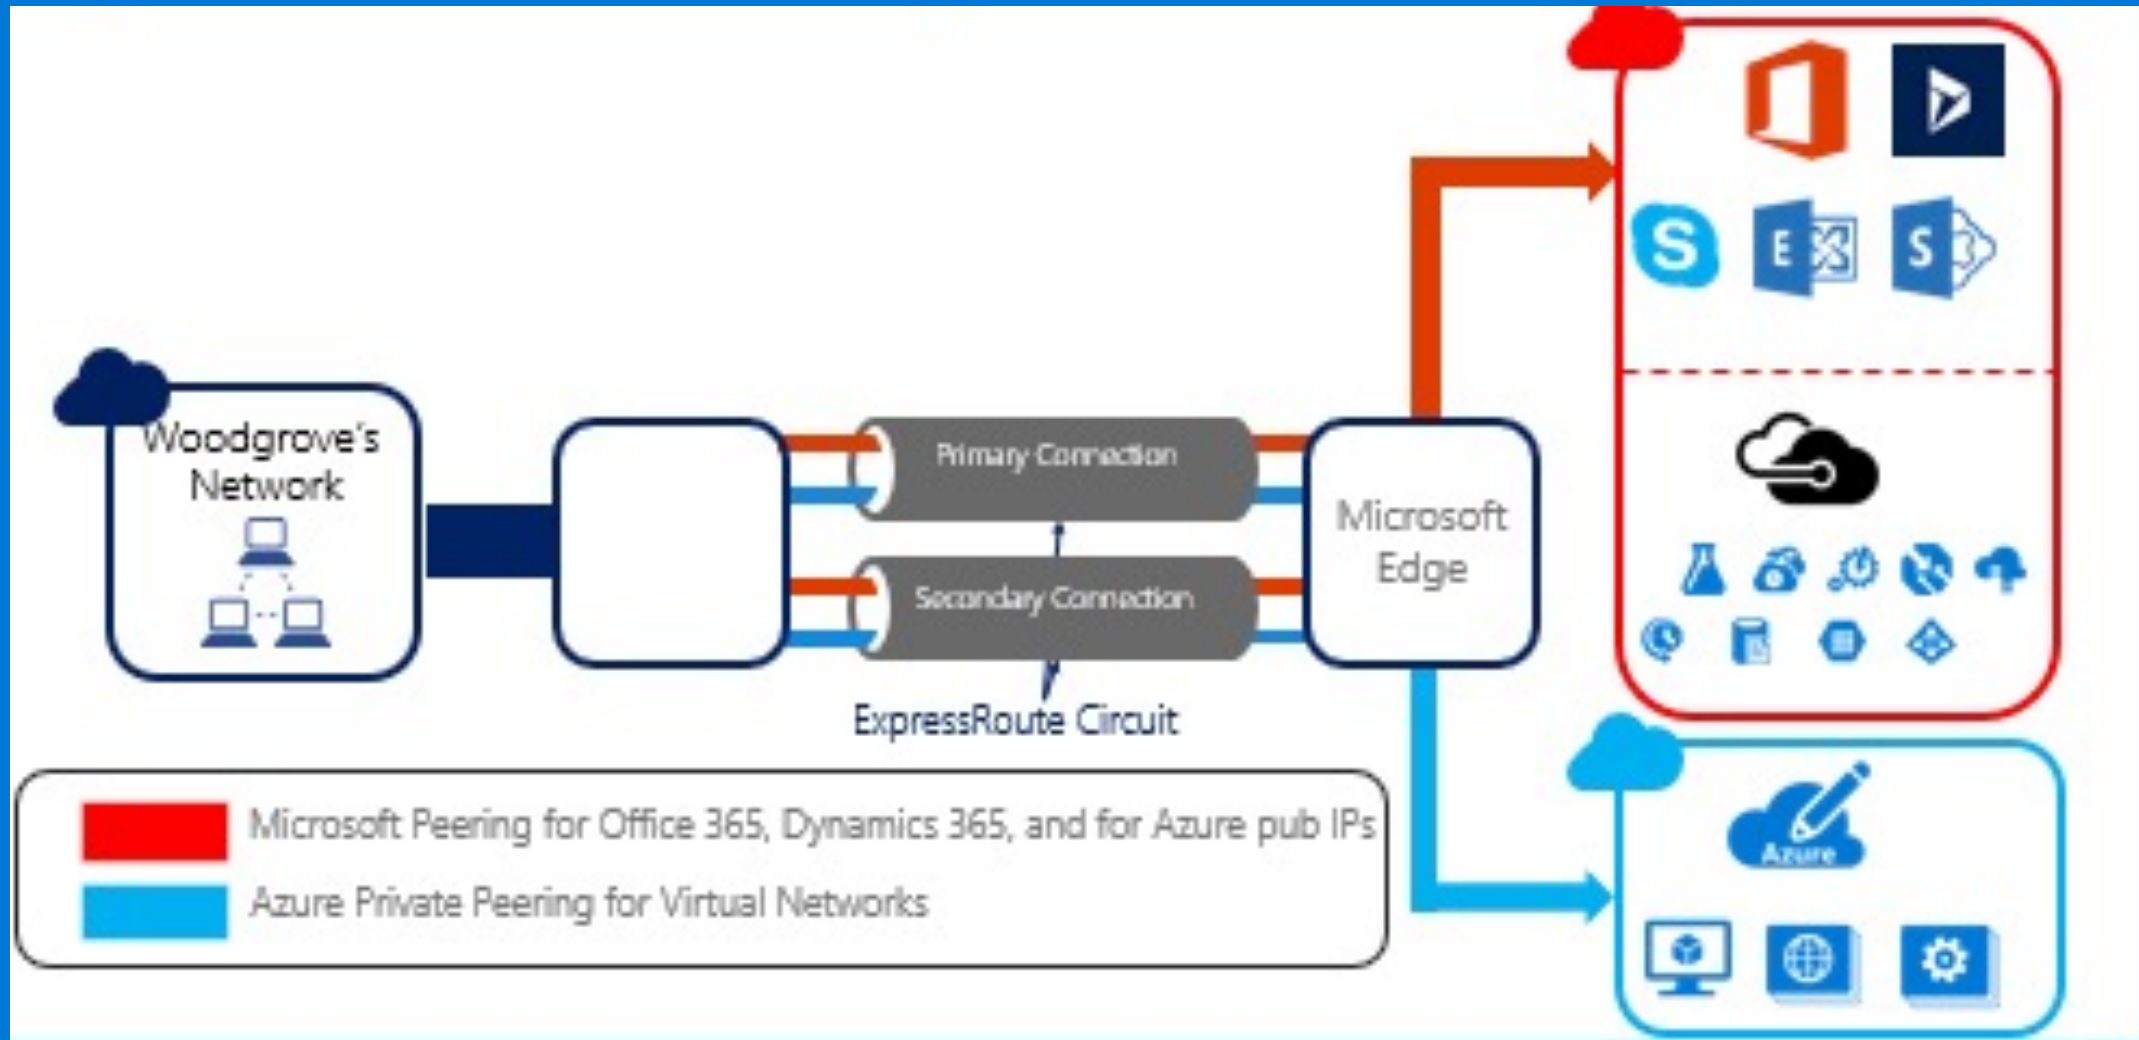 Woodgrove's
Network
Primary Connection
Secondary Connection
ExpressRoute Circuit
Microsoft
Edge
S
E
S
Azure
Microsoft Peering for Office 365, Dynamics 365, and for Azure pub IPs
Azure Private Peering for Virtual Networks